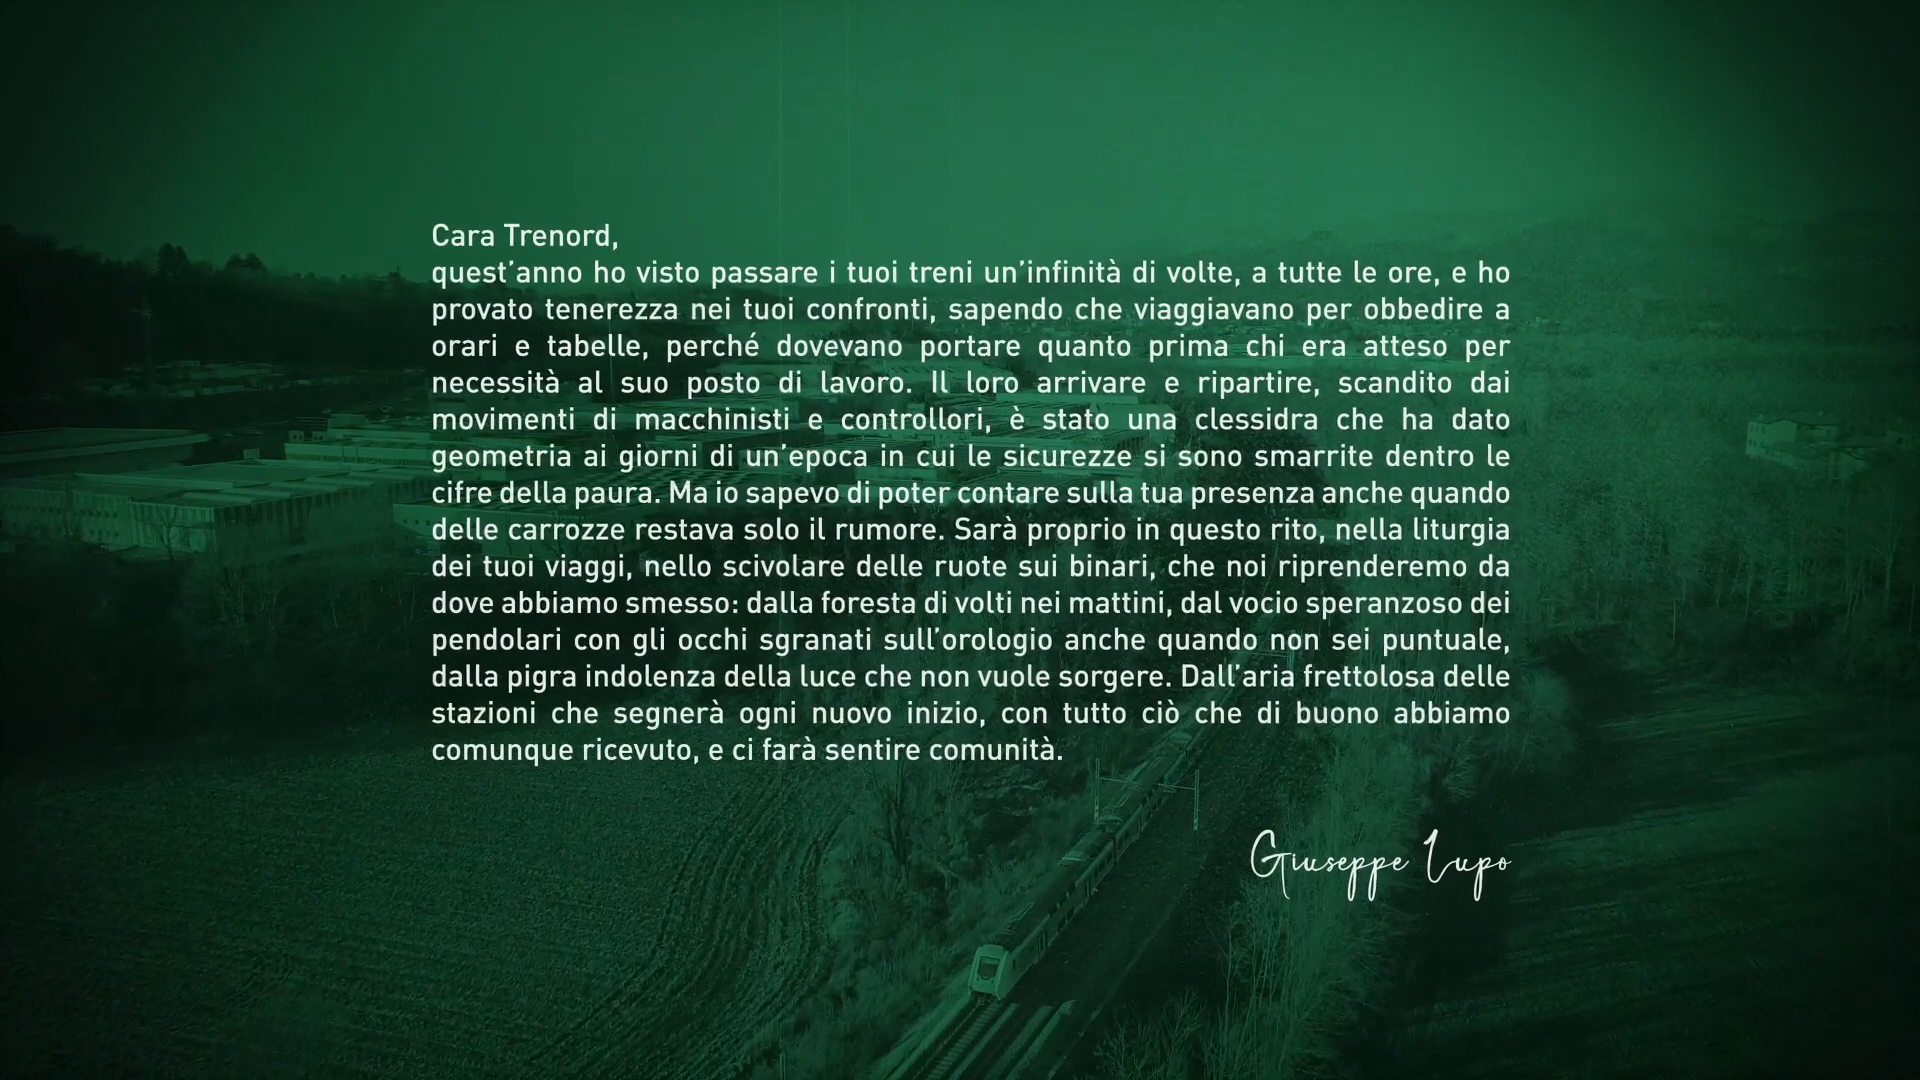 Cara Trenord,
quest'anno ho visto passare i tuoi treni un'infinità di volte, a tutte le ore, e ho
provato tenerezza nei tuoi confronti, sapendo che viaggiavano per obbedire a
orari e tabelle, perché dovevano portare quanto prima chi era atteso per
necessità al suo posto di lavoro. Il loro arrivare e ripartire, scandito dai
movimenti di macchinisti e controllori, è stato una clessidra che ha dato
geometria ai giorni di un'epoca in cui le sicurezze si sono smarrite dentro le
cifre della paura. Ma io sapevo di poter contare sulla tua presenza anche quando
delle carrozze restava solo il rumore. Sarà proprio in questo rito, nella liturgia
dei tuoi viaggi, nello scivolare delle ruote sui binari, che noi riprenderemo da
dove abbiamo smesso: dalla foresta di volti nei mattini, dal vocio speranzoso dei
pendolari con gli occhi sgranati sull'orologio anche quando non sei puntuale,
dalla pigra indolenza della luce che non vuole sorgere. Dall'aria frettolosa delle
stazioni che segnerà ogni nuovo inizio, con tutto ciò che di buono abbiamo
comunque ricevuto, e ci farà sentire comunità.
Giuseppe Lupo